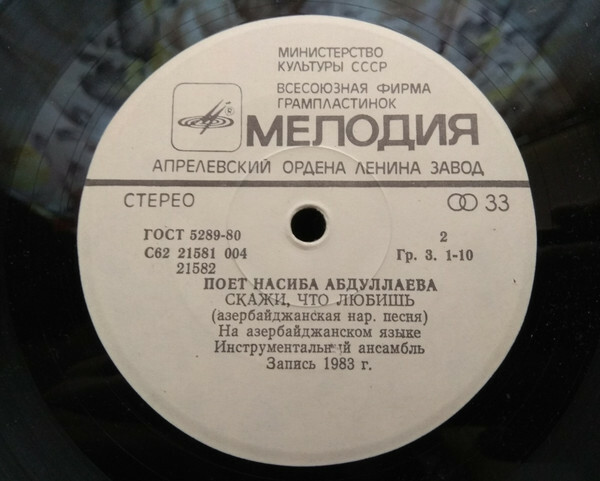 МИНИСТЕРСТВО
КУЛЬТУРЫ СССР
ВСЕСОЮЗНАЯ ФИРМА
ГРАМПЛАСТИНОК
МЕЛОДИЯ
АПРЕЛЕВСКИЙ ОРДЕНА ЛЕНИНА ЗАВОД
СТЕРЕО 33
ГОСТ 5289-80 2
С62 21581 004 Гр. 3. 1-10
21582
ПОЕТ НАСИБА АБДУЛЛАЕВА
СКАЖИ, ЧТО ЛЮБИШЬ
(азербайджанская нар. песня)
На азербайджанском языке
Инструментальный ансамбль
Запись 1983 г.